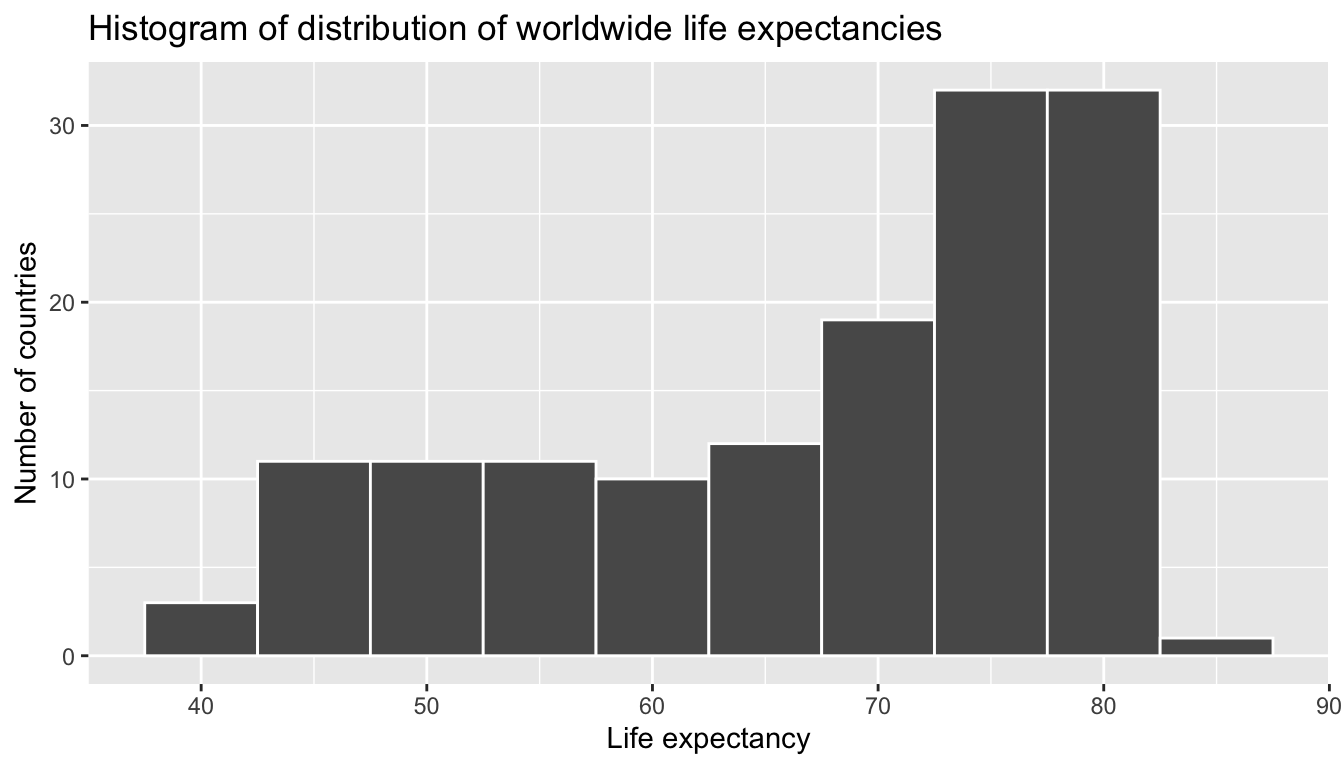 Histogram of distribution of worldwide life expectancies
Number of countries
30
20
10
0
40 50 60 70 80 90
Life expectancy